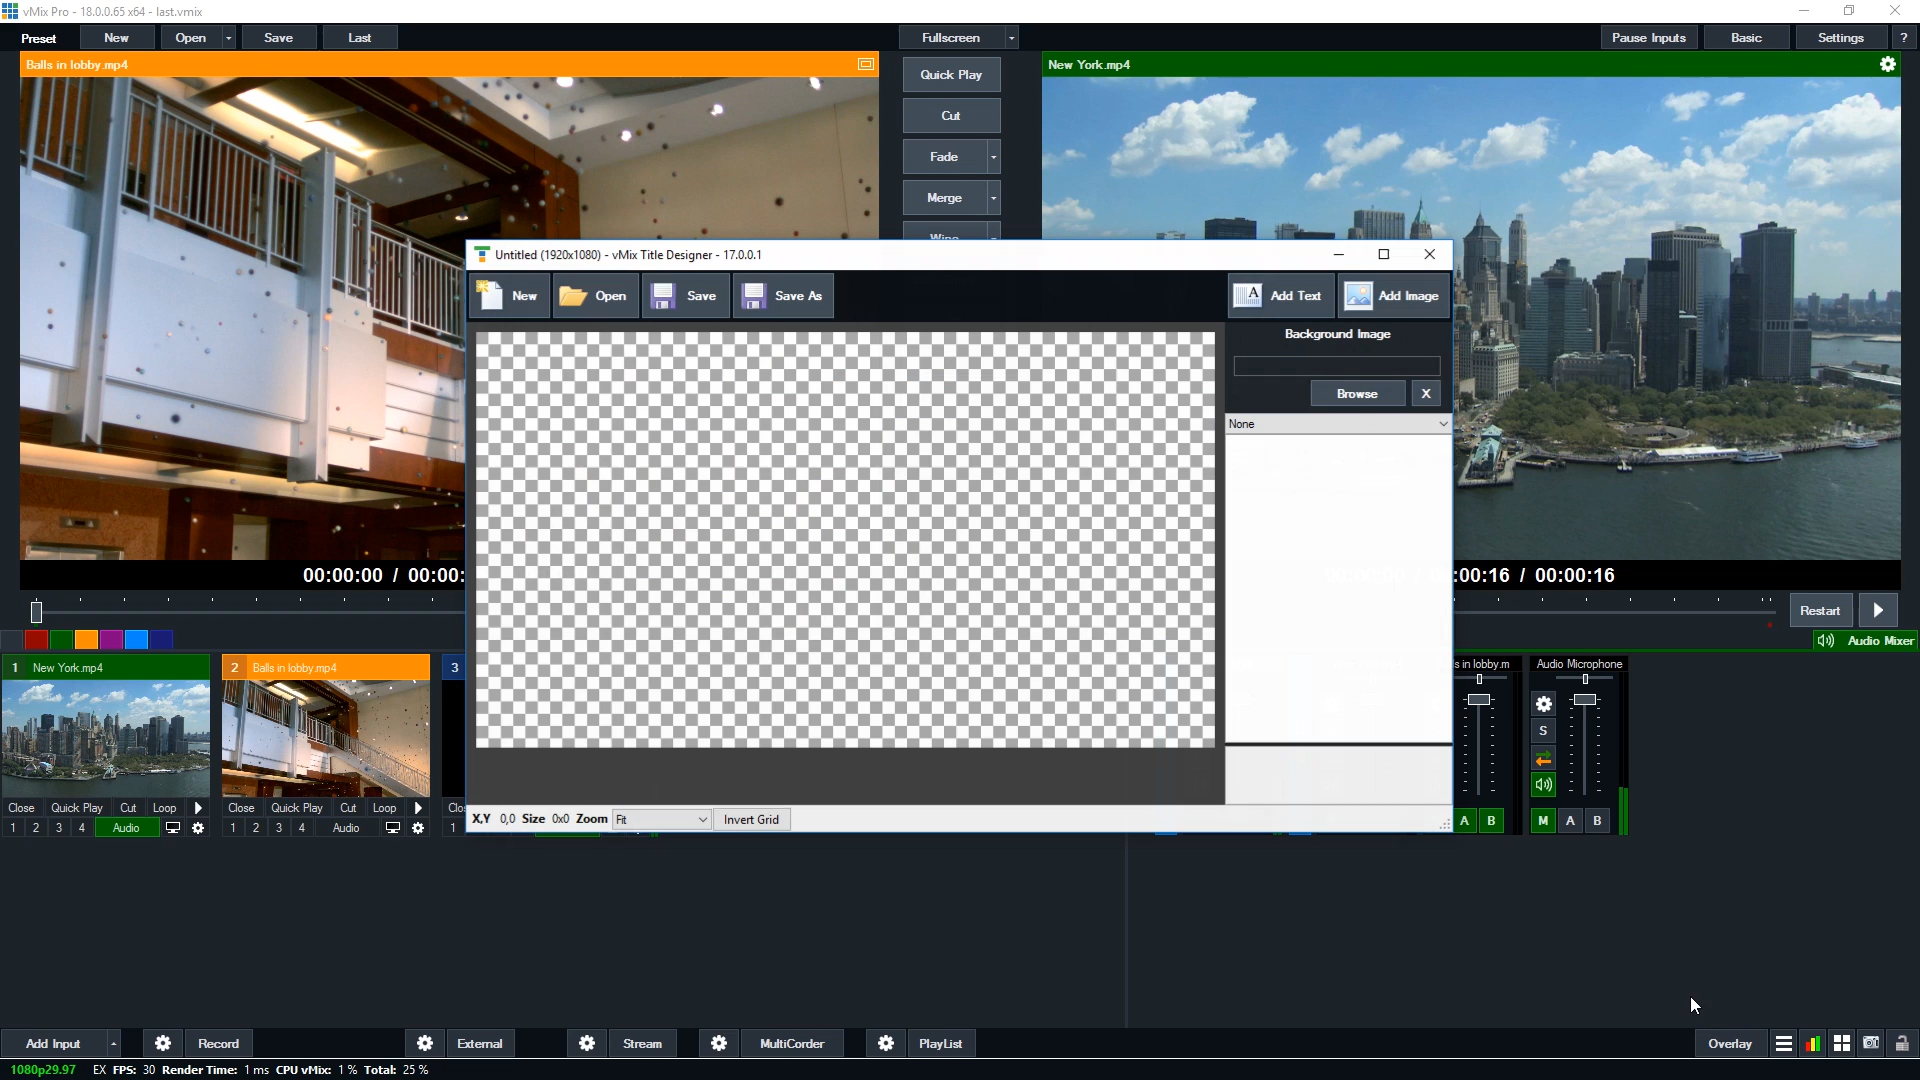 vMix Pro - 18.0.0.65 x64 - last.vmix
Preset New Open Save Last Fullscreen Pause Inputs Basic Settings ?
Balls in lobby.mp4
Quick Play
Cut
Fade
Merge
Wipe
New York.mp4
Untitled (1920x1080) - vMix Title Designer - 17.0.0.1
New Open Save Save As Add Text Add Image
Background Image
Browse X
None
X,Y 0,0 Size 0x0 Zoom Fit Invert Grid
00:00:00 / 00:00:
:00:16 / 00:00:16
Restart
Audio Mixer
1 New York.mp4
2 Balls in lobby.mp4
3
s in lobby.m
Audio Microphone
S
Close Quick Play Cut Loop
Close Quick Play Cut Loop
Clo
1 2 3 4 Audio
1 2 3 4 Audio
1
A B
M A B
Add Input Record External Stream MultiCorder PlayList Overlay
1080p29.97 EX FPS: 30 Render Time: 1 ms CPU vMix: 1 % Total: 25 %